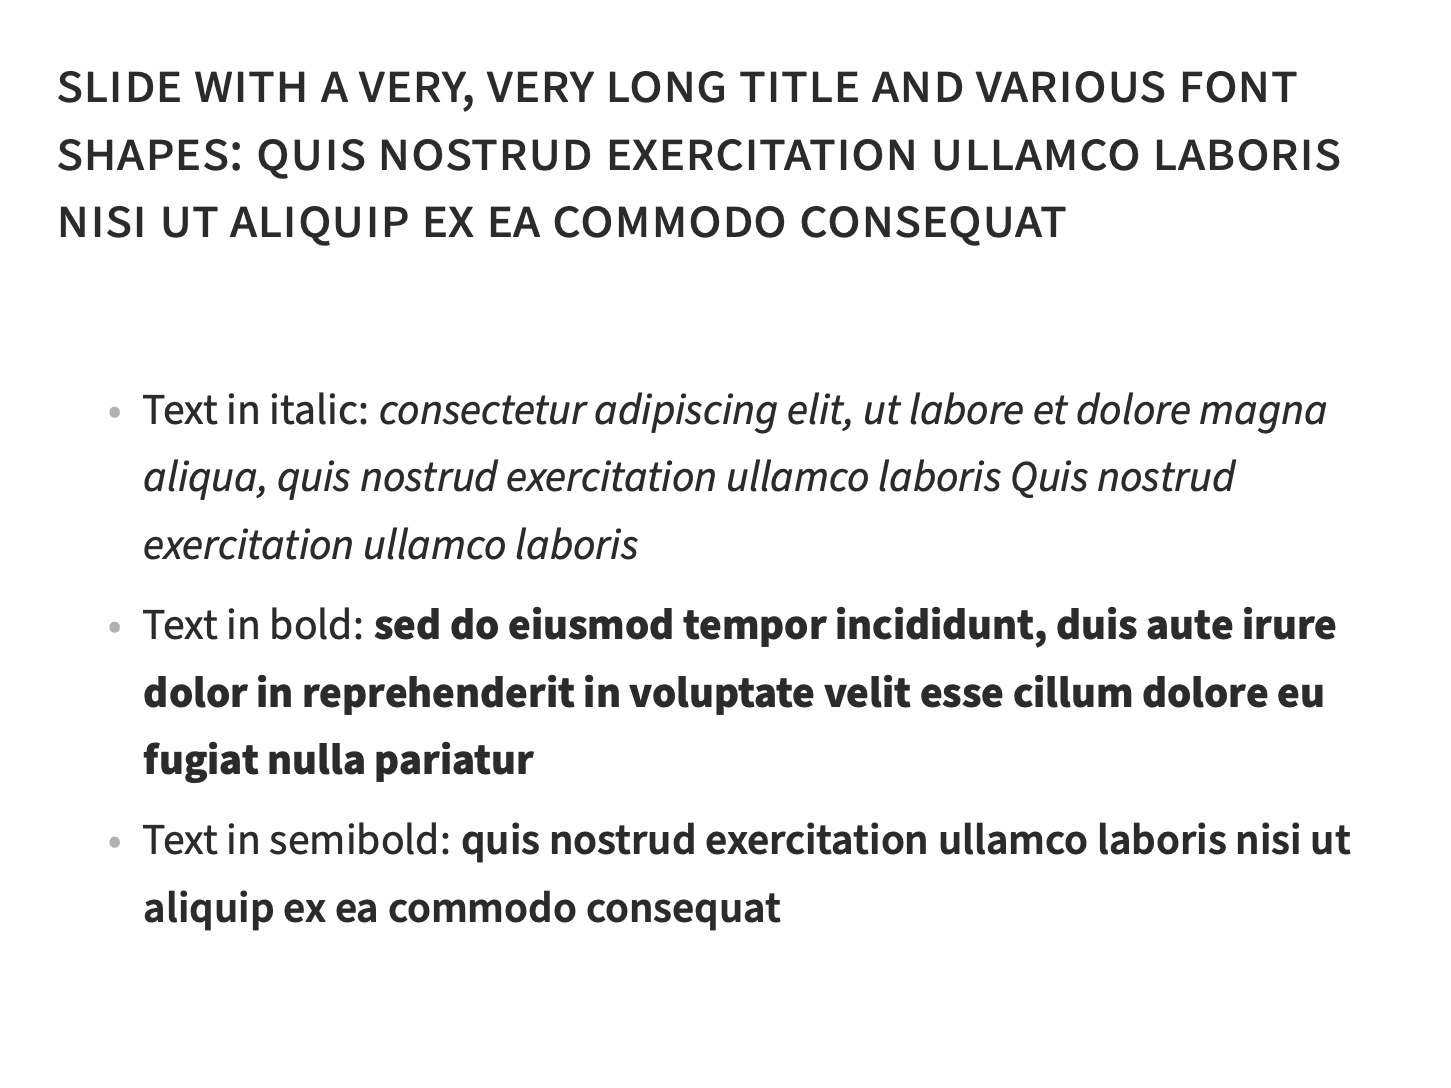 SLIDE WITH A VERY, VERY LONG TITLE AND VARIOUS FONT
SHAPES: QUIS NOSTRUD EXERCITATION ULLAMCO LABORIS
NISI UT ALIQUIP EX EA COMMODO CONSEQUAT
• Text in italic: consectetur adipiscing elit, ut labore et dolore magna
aliqua, quis nostrud exercitation ullamco laboris Quis nostrud
exercitation ullamco laboris
• Text in bold: sed do eiusmod tempor incididunt, duis aute irure
dolor in reprehenderit in voluptate velit esse cillum dolore eu
fugiat nulla pariatur
• Text in semibold: quis nostrud exercitation ullamco laboris nisi ut
aliquip ex ea commodo consequat